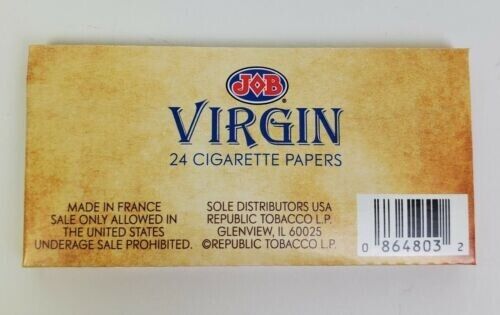 JOB®
VIRGIN
24 CIGARETTE PAPERS
MADE IN FRANCE
SALE ONLY ALLOWED IN
THE UNITED STATES
UNDERAGE SALE PROHIBITED.
SOLE DISTRIBUTORS USA
REPUBLIC TOBACCO L.P.
GLENVIEW, IL 60025
©REPUBLIC TOBACCO L.P.
0 864803 2